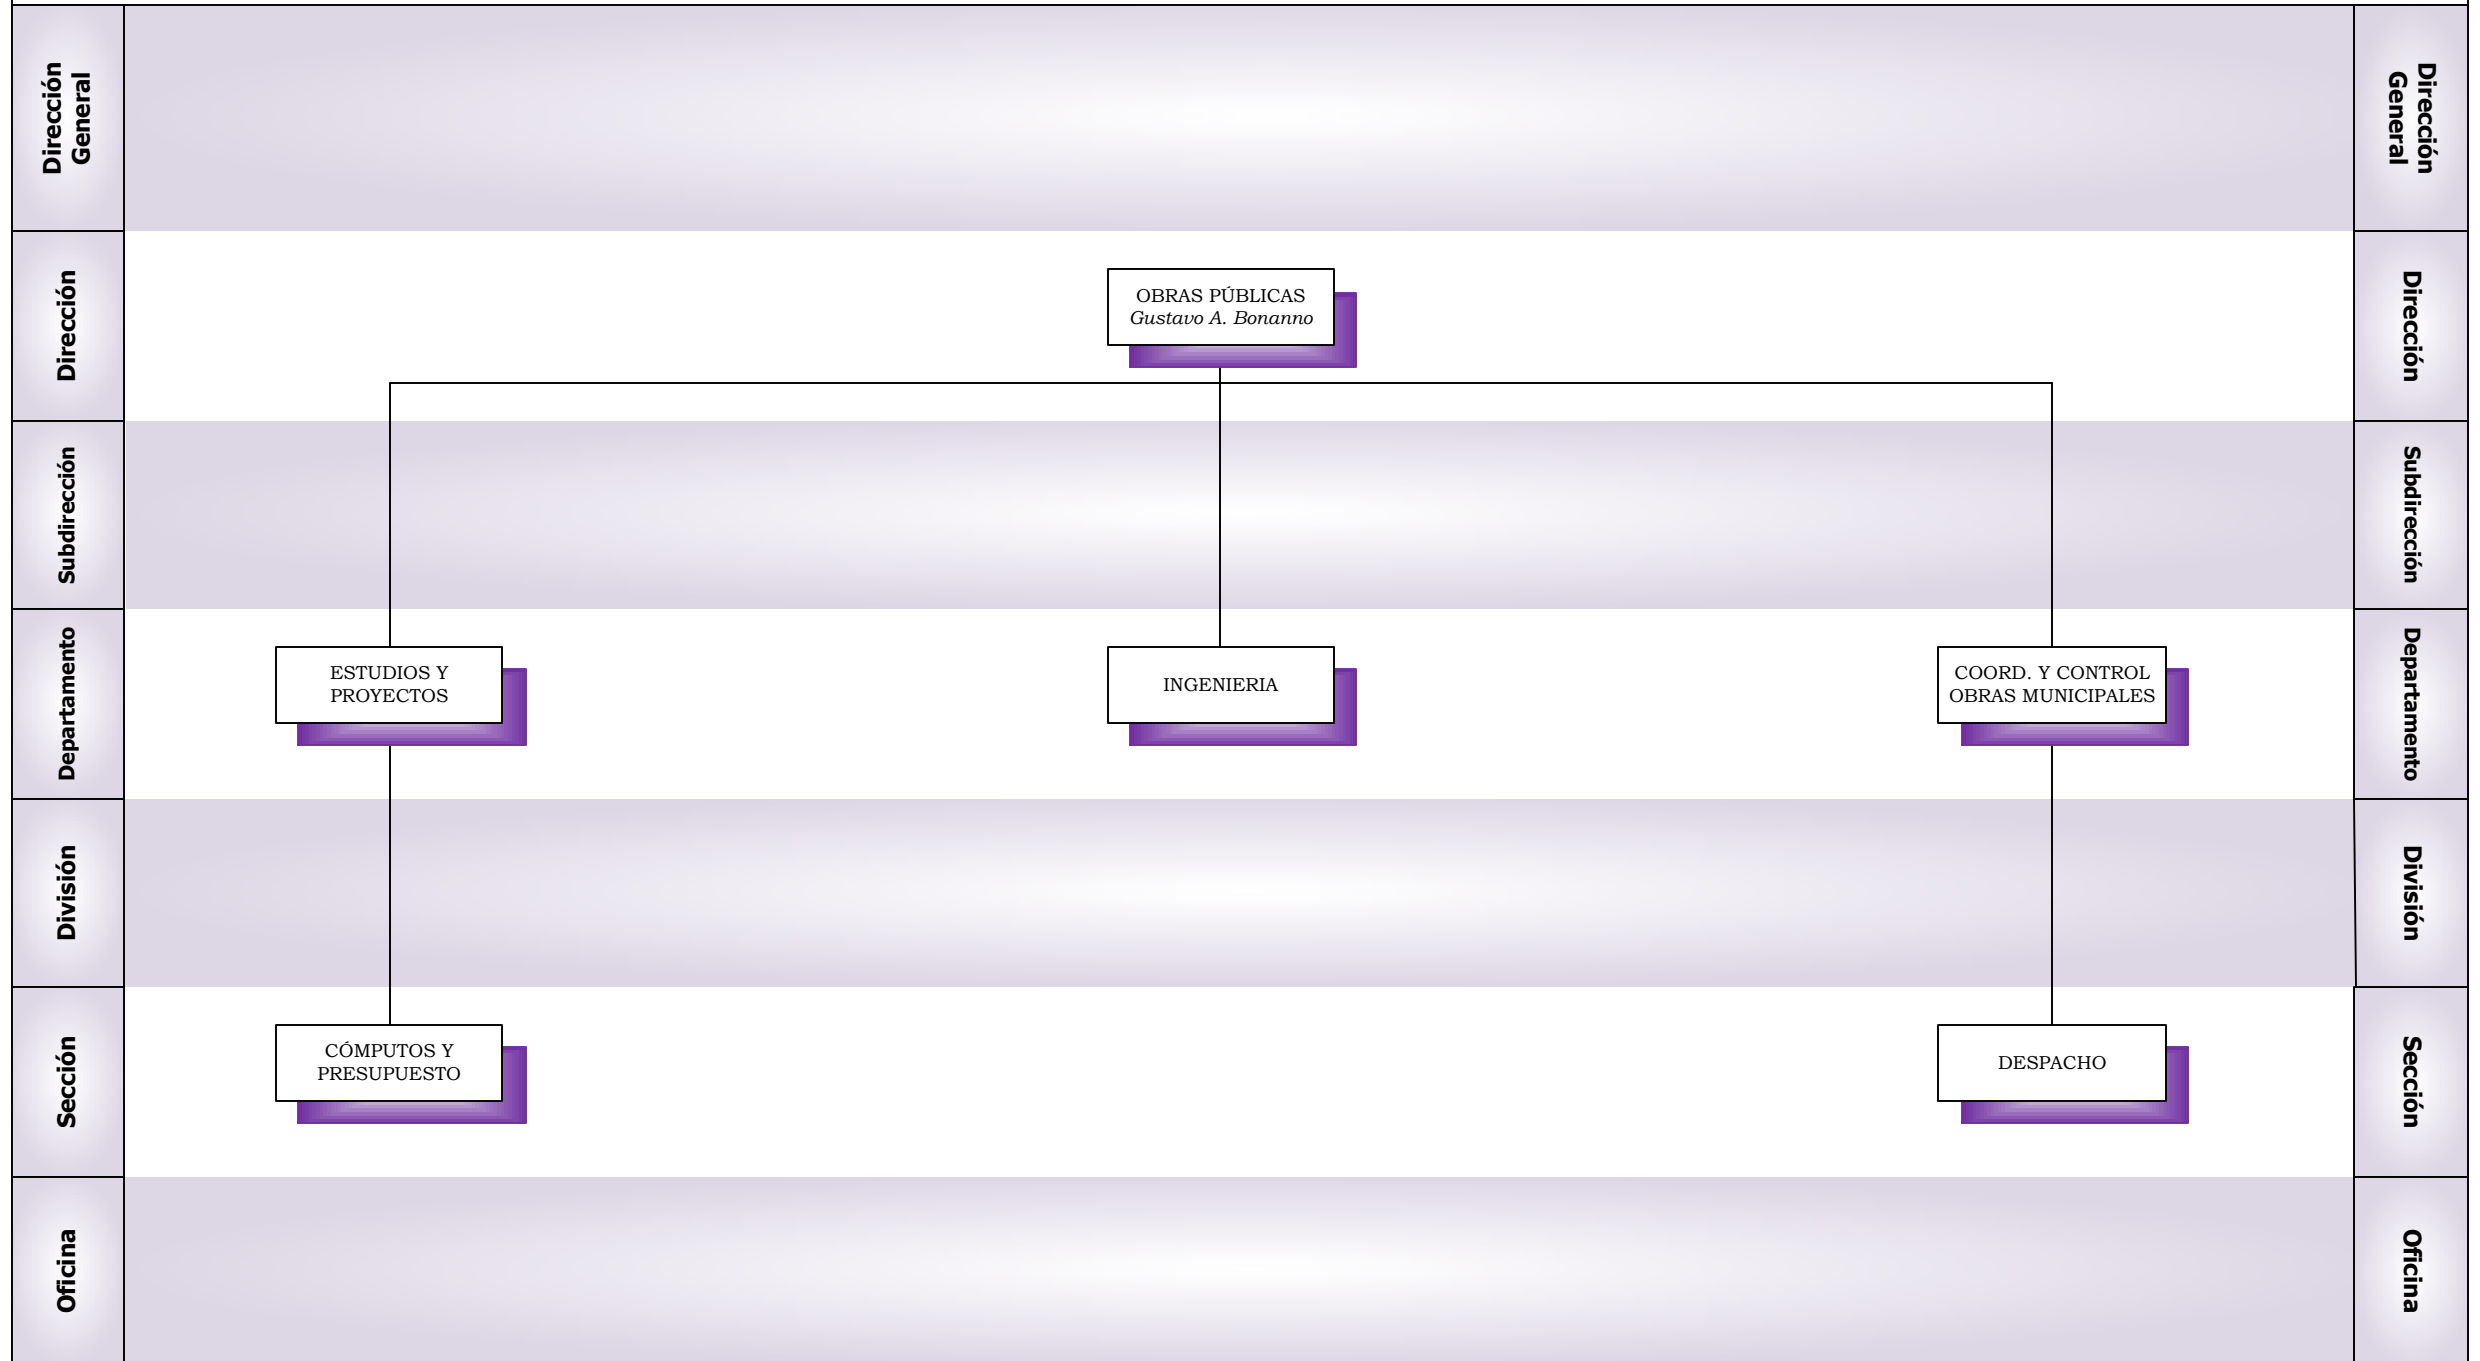 Dirección
General
Dirección
General
Dirección
OBRAS PÚBLICAS
Gustavo A. Bonanno
Dirección
Subdirección
Subdirección
Departamento
ESTUDIOS Y
PROYECTOS
INGENIERIA
COORD. Y CONTROL
OBRAS MUNICIPALES
Departamento
División
División
Sección
CÓMPUTOS Y
PRESUPUESTO
DESPACHO
Sección
Oficina
Oficina